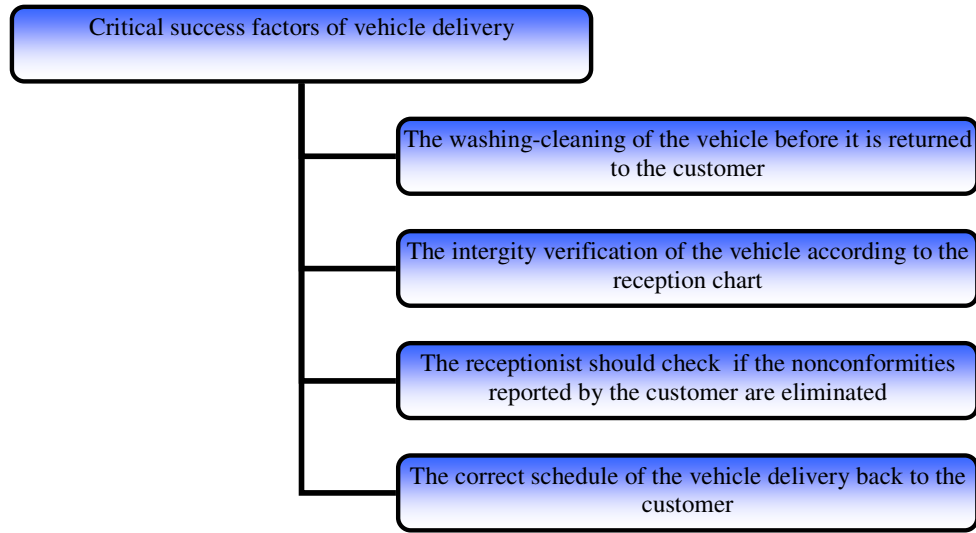 Critical success factors of vehicle delivery
The washing-cleaning of the vehicle before it is returned
to the customer
The intergity verification of the vehicle according to the
reception chart
The receptionist should check  if the nonconformities
reported by the customer are eliminated
The correct schedule of the vehicle delivery back to the
customer